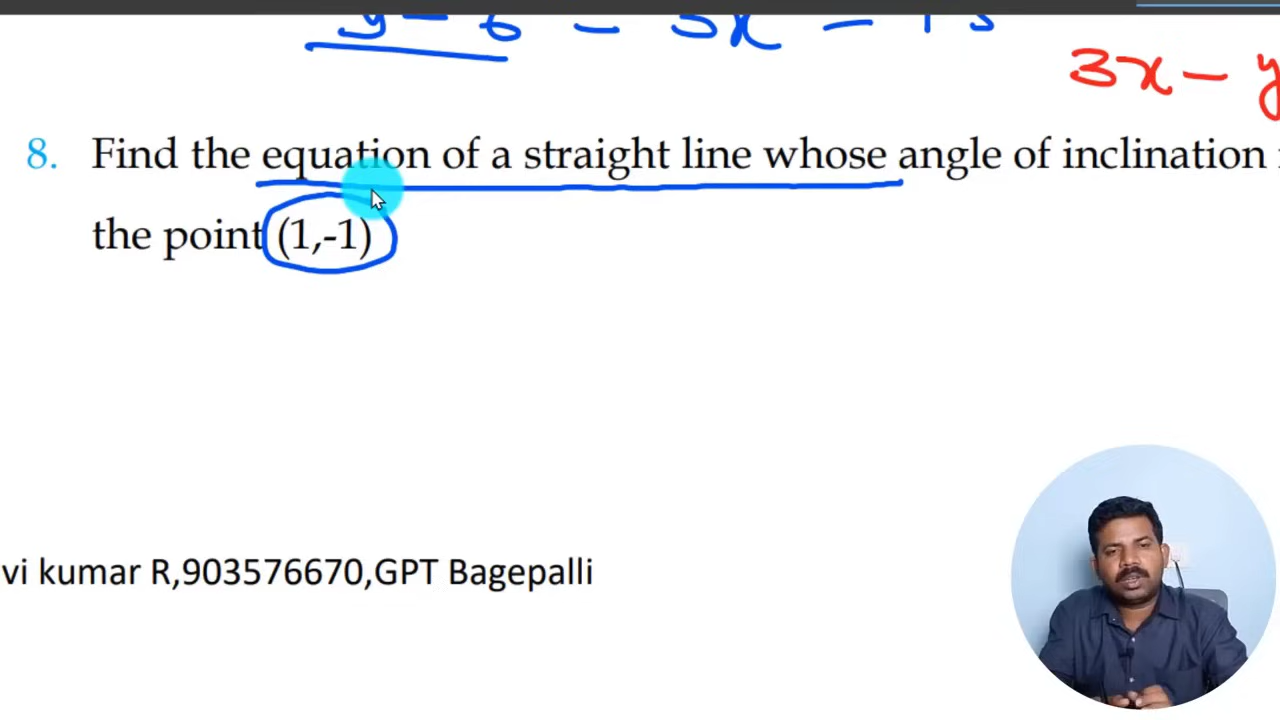 3x - y
8. Find the equation of a straight line whose angle of inclination
the point (1,-1)
vi kumar R,903576670,GPT Bagepalli